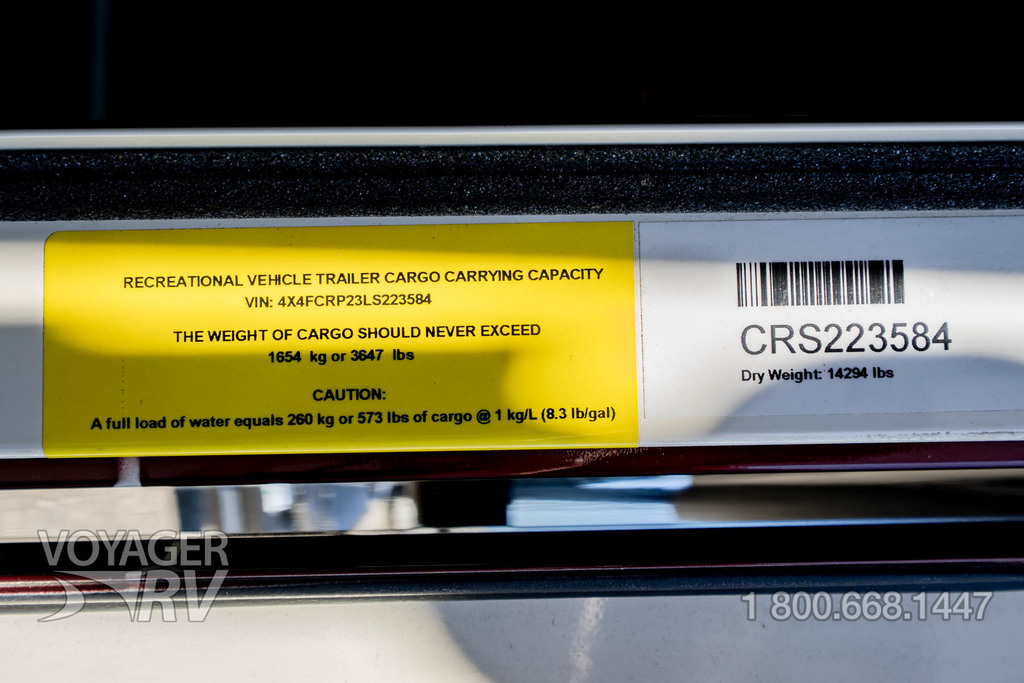 RECREATIONAL VEHICLE TRAILER CARGO CARRYING CAPACITY
VIN: 4X4FCRP23LS223584
THE WEIGHT OF CARGO SHOULD NEVER EXCEED
1654 kg or 3647 lbs
CAUTION:
A full load of water equals 260 kg or 573 lbs of cargo @ 1 kg/L (8.3 lb/gal)
CRS223584
Dry Weight: 14294 lbs
VOYAGER
RV
1 800.668.1447